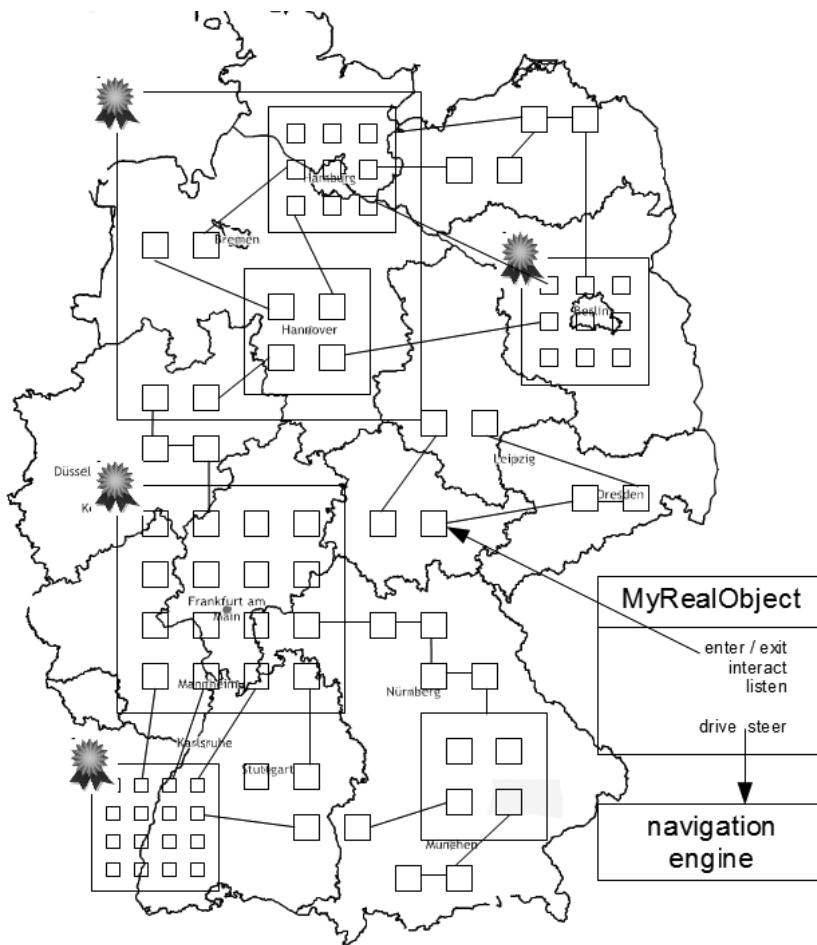 Hamburg
Bremen
Berlin
Hannover
Leipzig
Düssel
Dresden
Frankfurt am
Main
Mannheim
Nürnberg
Karlsruhe
Stuttgart
München
MyRealObject
enter / exit
interact
listen
drive steer
navigation
engine